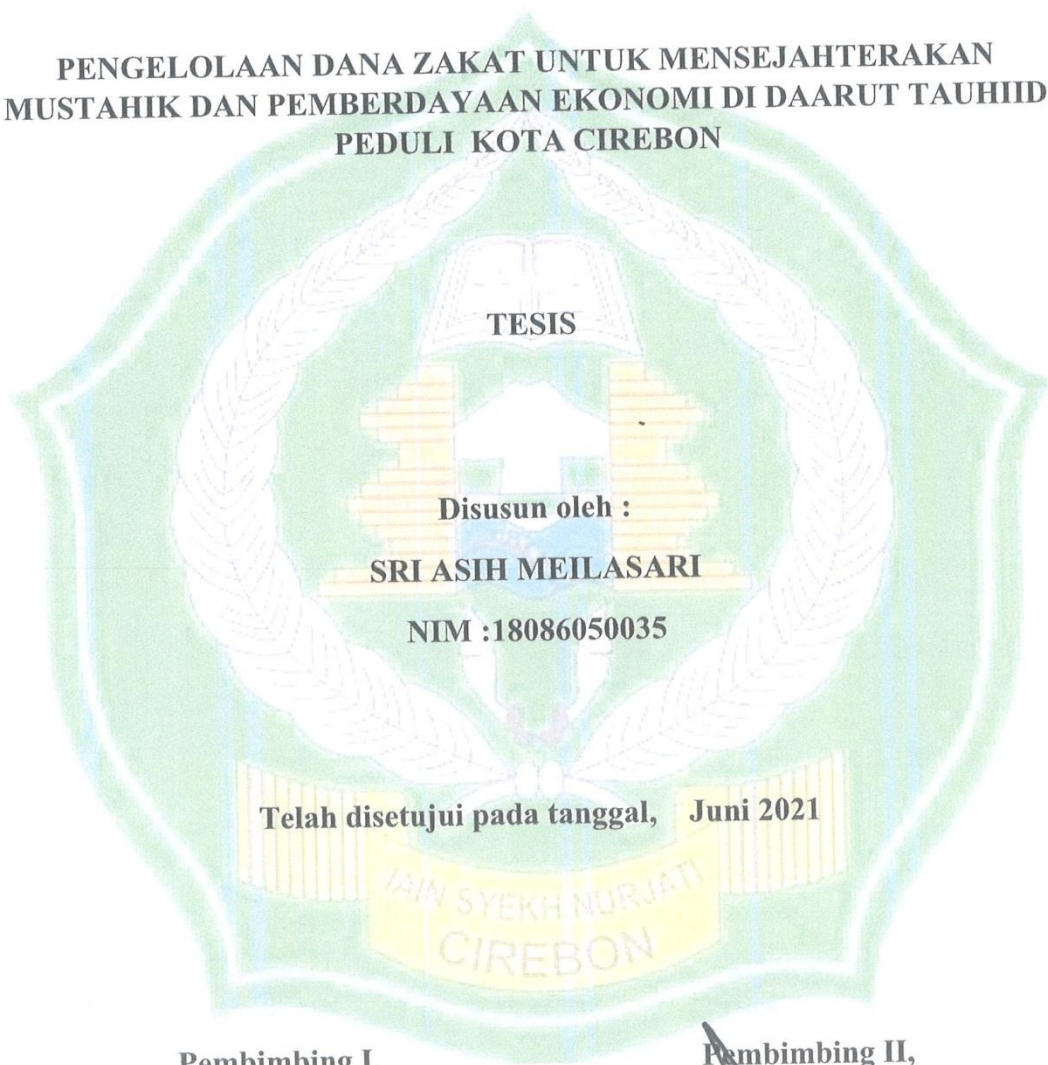 PENGELOLAAN DANA ZAKAT UNTUK MENSEJAHTERAKAN
MUSTAHIK DAN PEMBERDAYAAN EKONOMI DI DAARUT TAUHIID
PEDULI KOTA CIREBON
TESIS
Disusun oleh :
SRI ASIH MEILASARI
NIM :18086050035
Telah disetujui pada tanggal, Juni 2021
IAIN SYEKH NURJATI
CIREBON
Pembimbing I, Pembimbing II,